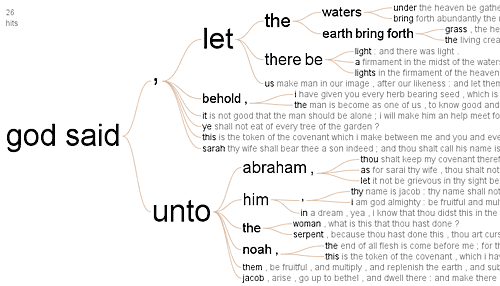 26
hits
god said
,
let
the
waters
under the heaven be gathe
bring forth abundantly the m
earth bring forth
grass , the he
the living crea
there be
light : and there was light .
a firmament in the midst of the waters
lights in the firmament of the heaven
us make man in our image , after our likeness : and let them
behold ,
i have given you every herb bearing seed , which is
the man is become as one of us , to know good and
it is not good that the man should be alone ; i will make him an help meet fo
ye shall not eat of every tree of the garden ?
this is the token of the covenant which i make between me and you and eve
sarah thy wife shall bear thee a son indeed ; and thou shalt call his name is
unto
abraham ,
thou shalt keep my covenant theref
as for sarai thy wife , thou shalt not
let it not be grievous in thy sight be
him
,
thy name is jacob : thy name shall not
i am god almighty : be fruitful and mul
in a dream , yea , i know that thou didst this in the
the
woman , what is this that thou hast done ?
serpent , because thou hast done this , thou art curs
noah ,
the end of all flesh is come before me ; for th
this is the token of the covenant , which i hav
them , be fruitful , and multiply , and replenish the earth , and sub
jacob , arise , go up to bethel , and dwell there : and make there